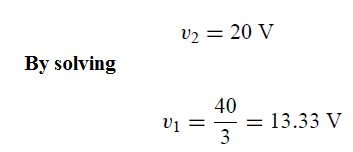 v₂ = 20 V
By solving
v₁ = 40/3 = 13.33 V